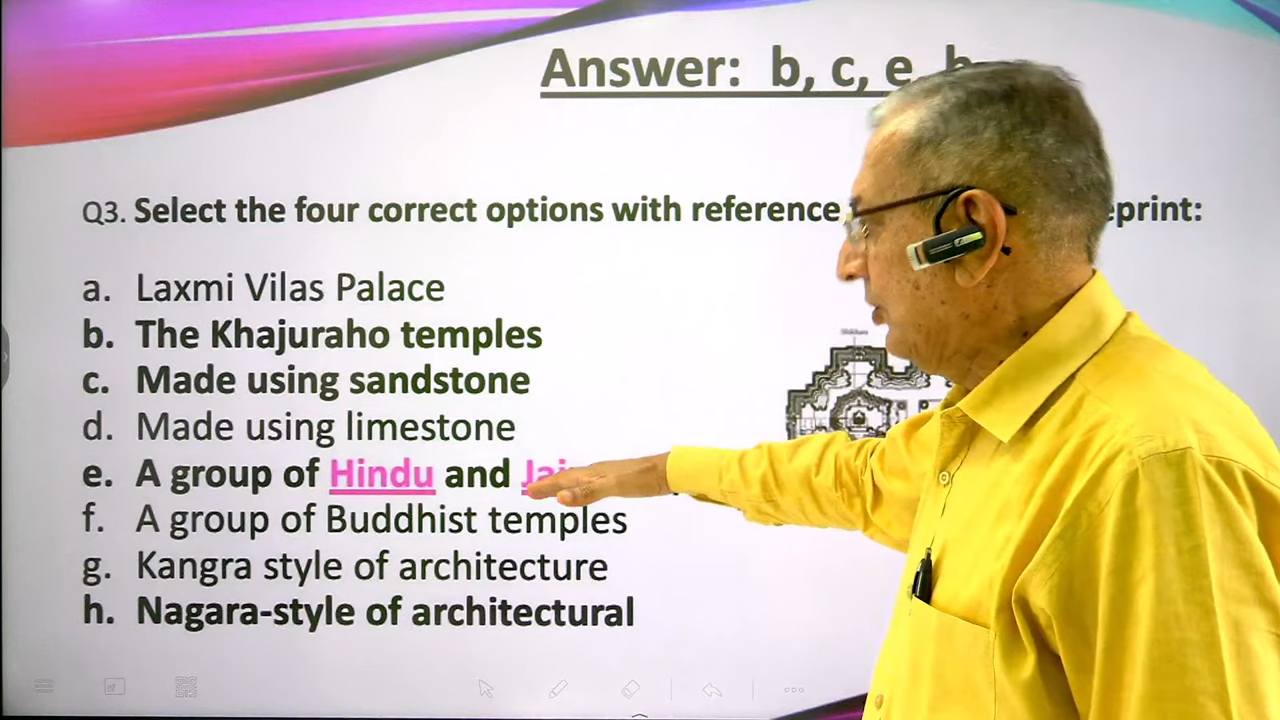 Answer: b, c, e, h
Q3. Select the four correct options with reference eprint:
a. Laxmi Vilas Palace
b. The Khajuraho temples
c. Made using sandstone
d. Made using limestone
e. A group of Hindu and
f. A group of Buddhist temples
g. Kangra style of architecture
h. Nagara-style of architectural